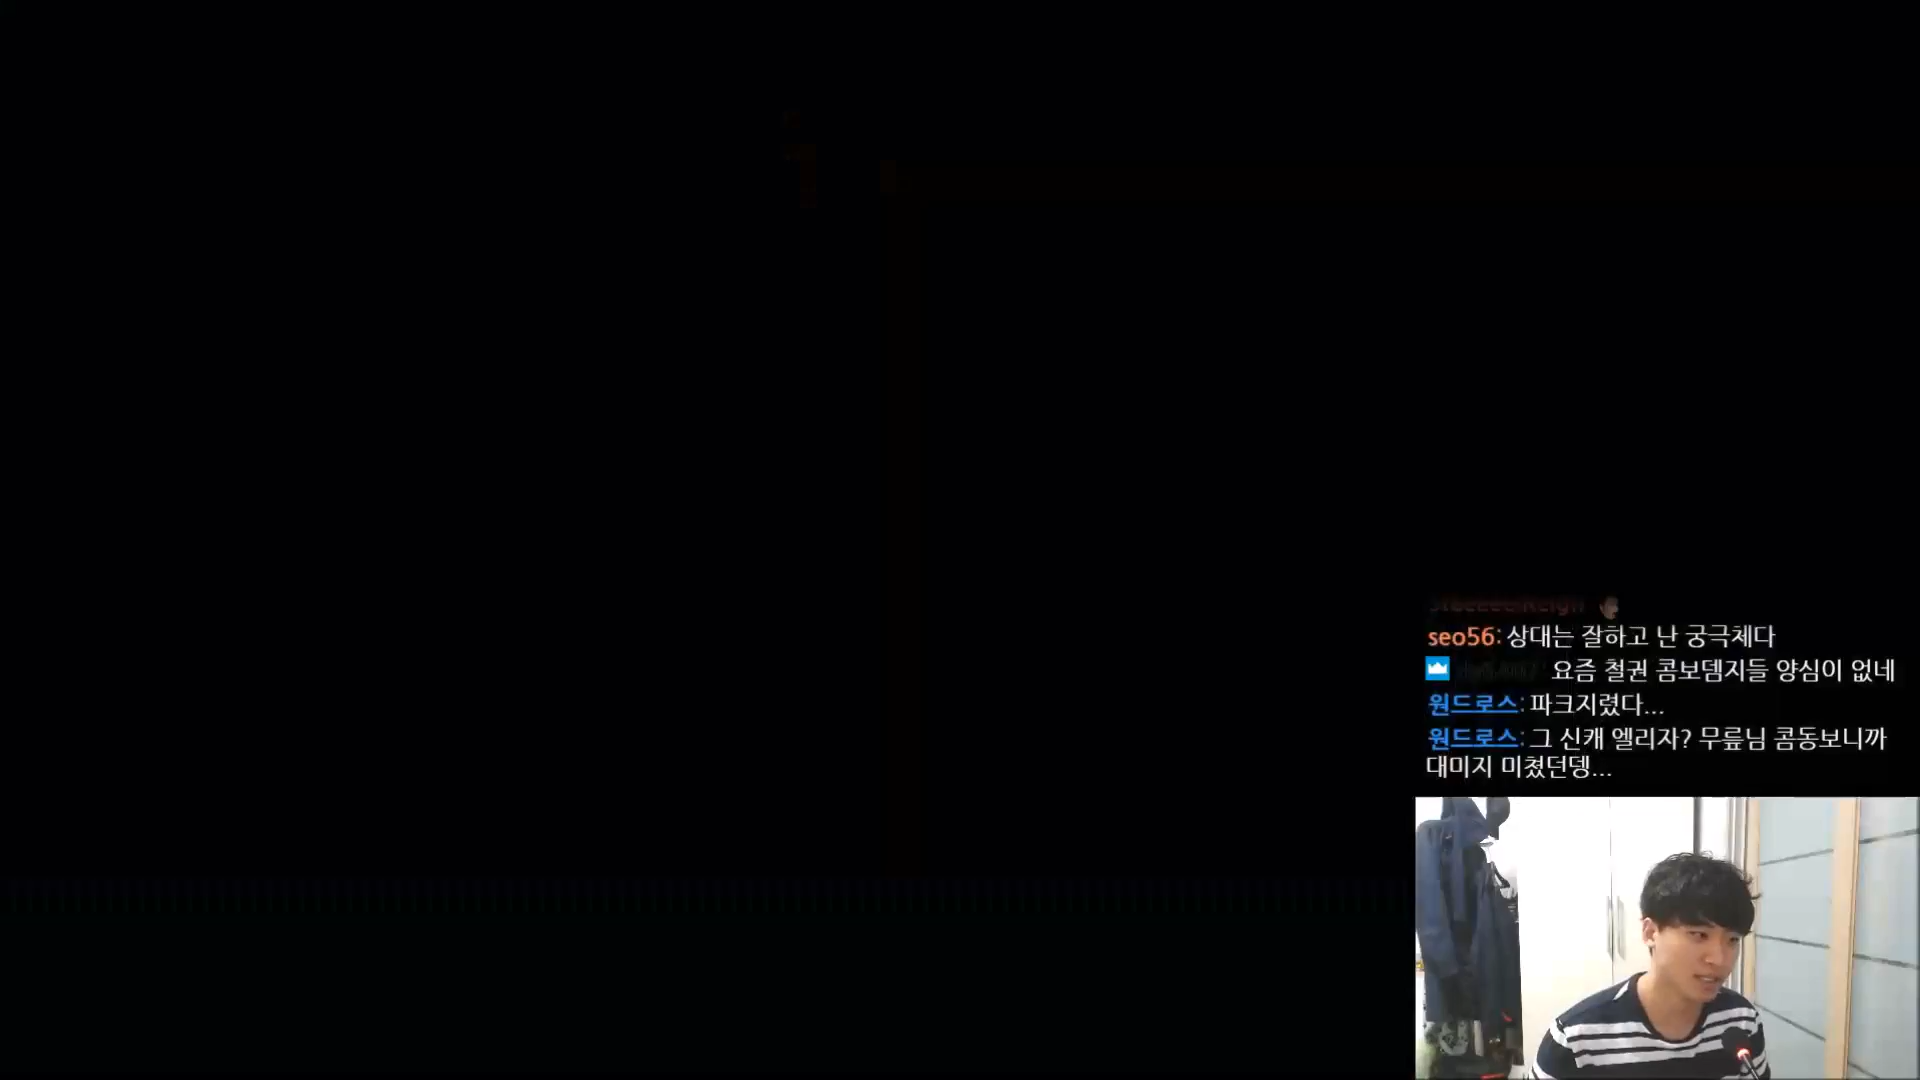 seo56: 상대는 잘하고 난 궁극체다
요즘 철권 콤보뎀지들 양심이 없네
원드로스: 파크지렸다...
원드로스: 그 신캐 엘리자? 무릎님 콤동보니까
대미지 미쳤던뎅...